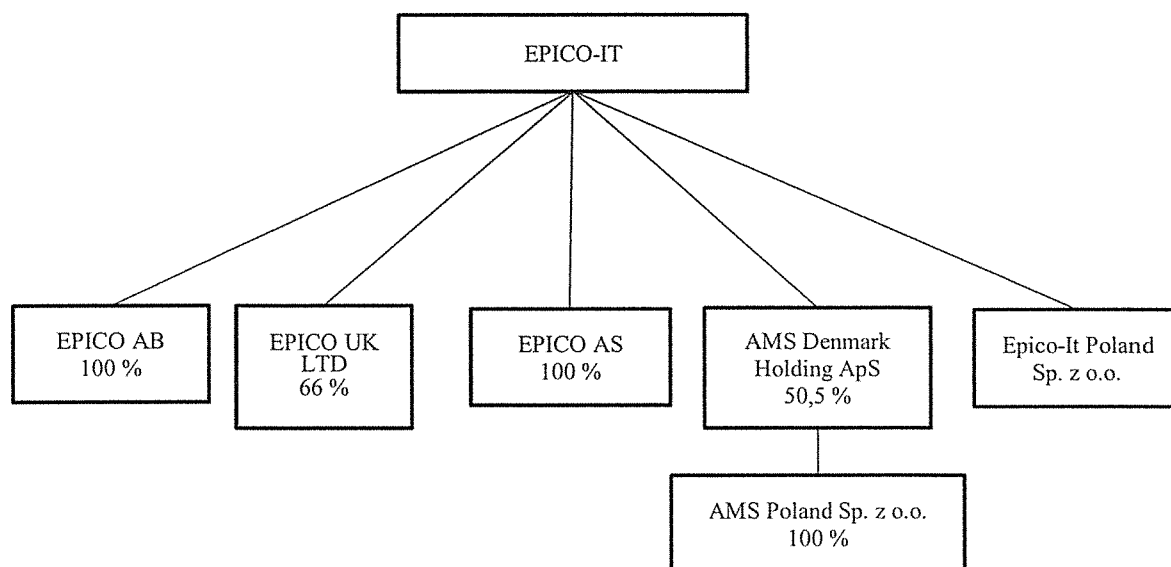 EPICO-IT
EPICO AB
100 %
EPICO UK
LTD
66 %
EPICO AS
100 %
AMS Denmark
Holding ApS
50,5 %
Epico-It Poland
Sp. z o.o.
AMS Poland Sp. z o.o.
100 %